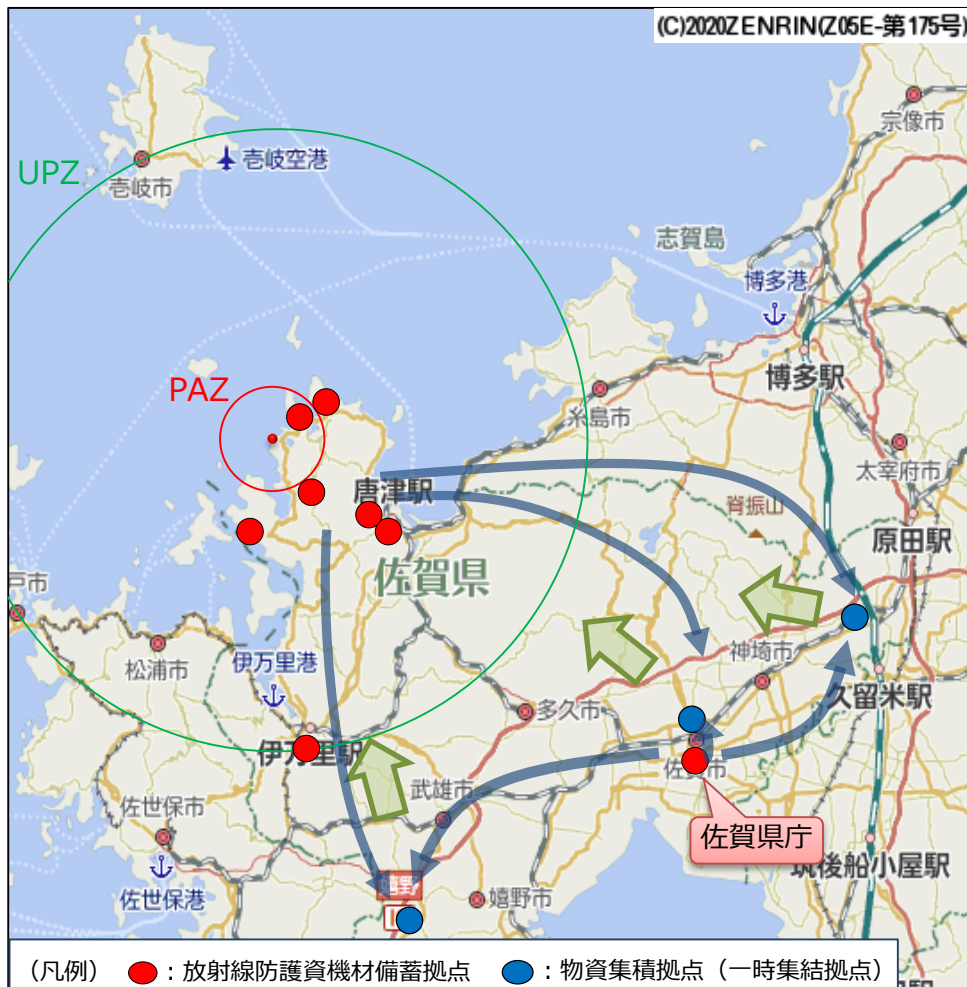 (C)2020ZENRIN(Z05E-第175号)
宗像市
UPZ
壱岐空港
壱岐市
志賀島
博多港
博多駅
PAZ
糸島市
太宰府市
唐津駅
脊振山
原田駅
佐賀県
戸市
松浦市
伊万里港
神埼市
久留米駅
多久市
伊万里駅
武雄市
佐賀市
佐世保市
佐賀県庁
筑後船小屋駅
佐世保港
嬉野
嬉野市
（凡例） ：放射線防護資機材備蓄拠点 ：物資集積拠点（一時集結拠点）